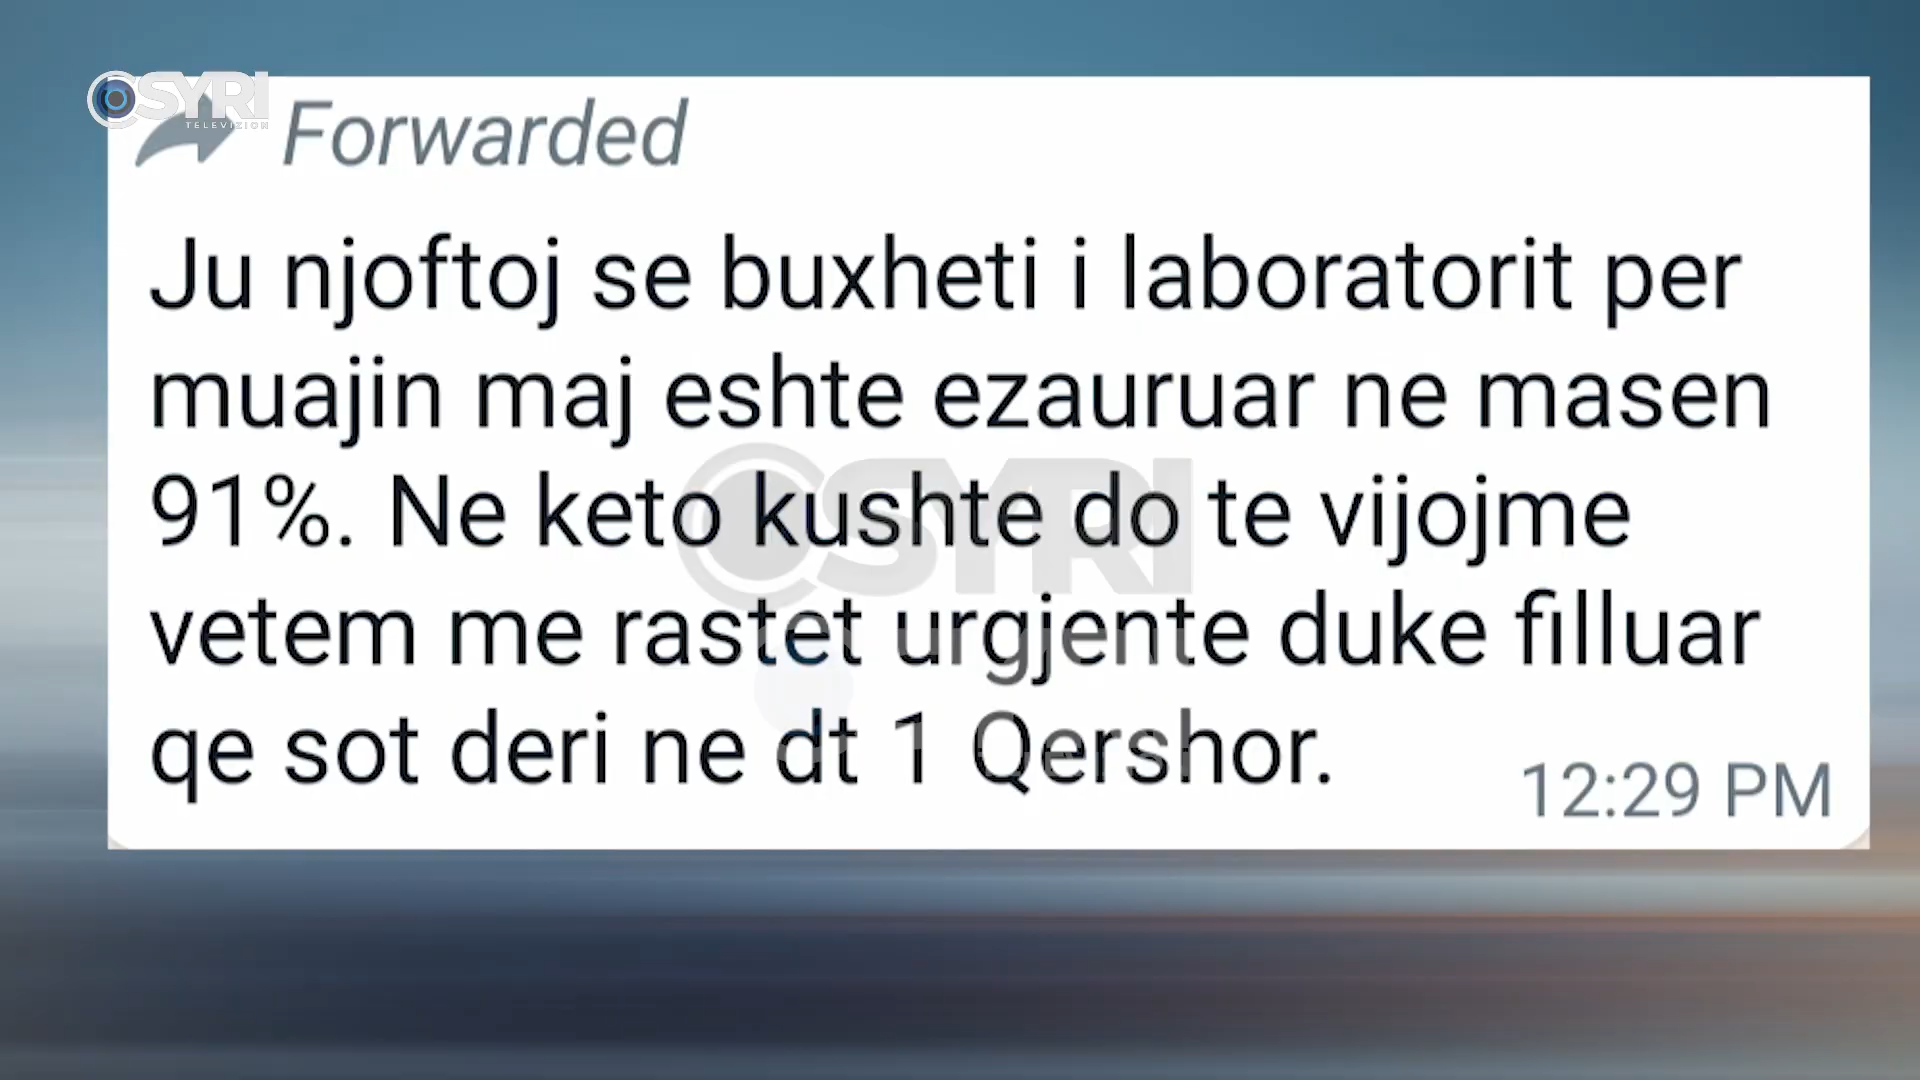 SYRI
TELEVIZION
Forwarded
Ju njoftoj se buxheti i laboratorit per
muajin maj eshte ezauruar ne masen
91%. Ne keto kushte do te vijojme
vetem me rastet urgjente duke filluar
qe sot deri ne dt 1 Qershor.
12:29 PM
SYRI